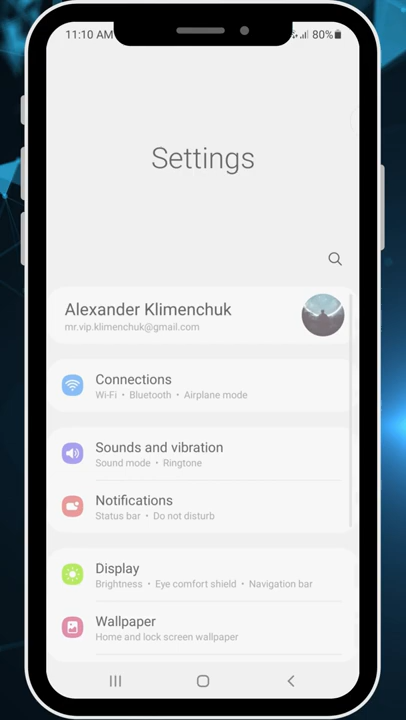 11:10 AM
80%
Settings
Alexander Klimenchuk
mr.vip.klimenchuk@gmail.com
Connections
Wi-Fi • Bluetooth • Airplane mode
Sounds and vibration
Sound mode • Ringtone
Notifications
Status bar • Do not disturb
Display
Brightness • Eye comfort shield • Navigation bar
Wallpaper
Home and lock screen wallpaper